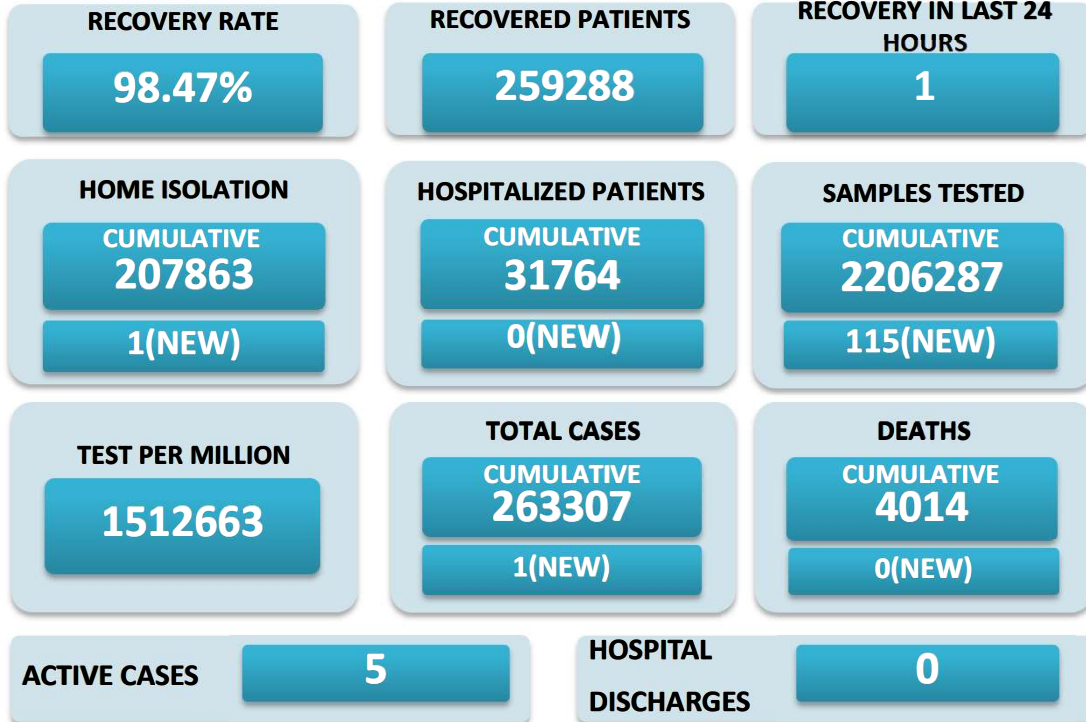 RECOVERY RATE
98.47%
RECOVERED PATIENTS
259288
RECOVERY IN LAST 24
HOURS
1
HOME ISOLATION
CUMULATIVE
207863
1(NEW)
HOSPITALIZED PATIENTS
CUMULATIVE
31764
0(NEW)
SAMPLES TESTED
CUMULATIVE
2206287
115(NEW)
TEST PER MILLION
1512663
TOTAL CASES
CUMULATIVE
263307
1(NEW)
DEATHS
CUMULATIVE
4014
0(NEW)
ACTIVE CASES
5
HOSPITAL
DISCHARGES
0